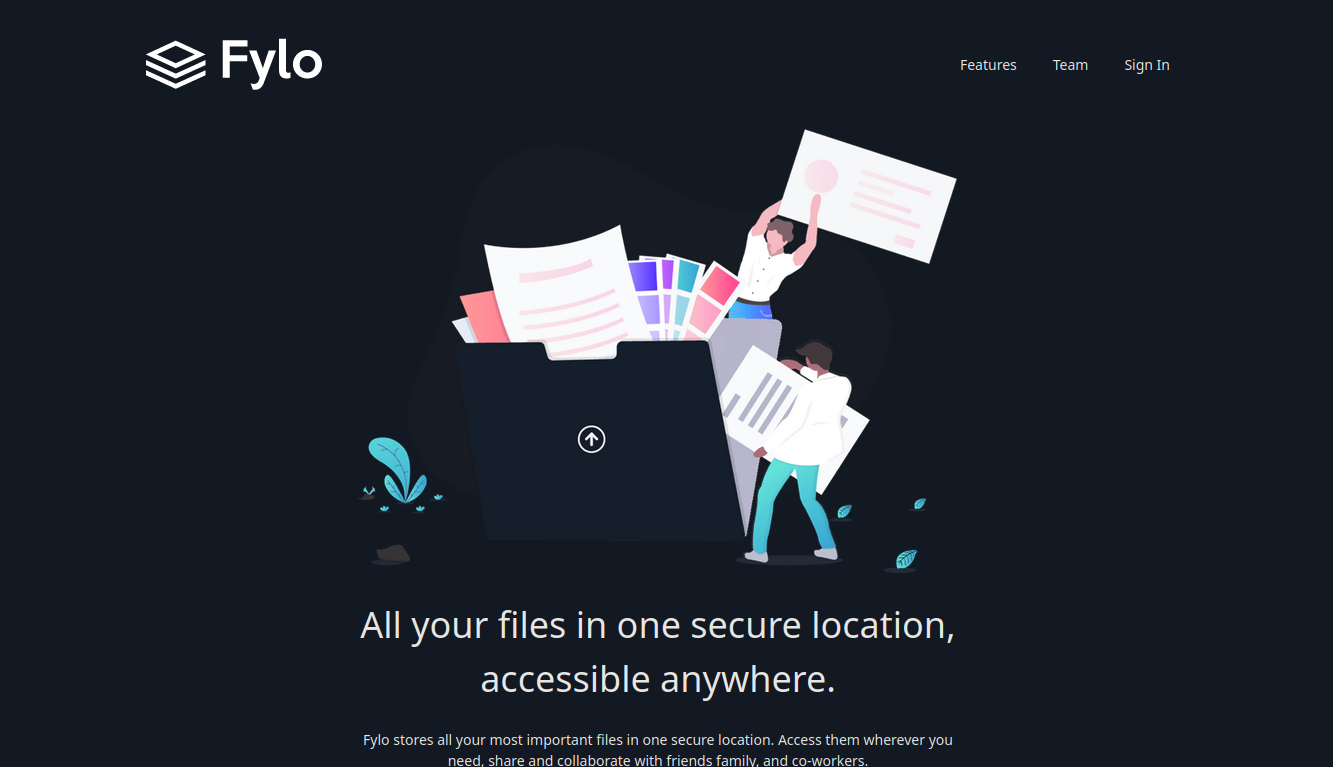 Fylo
Features Team Sign In
All your files in one secure location,
accessible anywhere.
Fylo stores all your most important files in one secure location. Access them wherever you
need, share and collaborate with friends family, and co-workers.